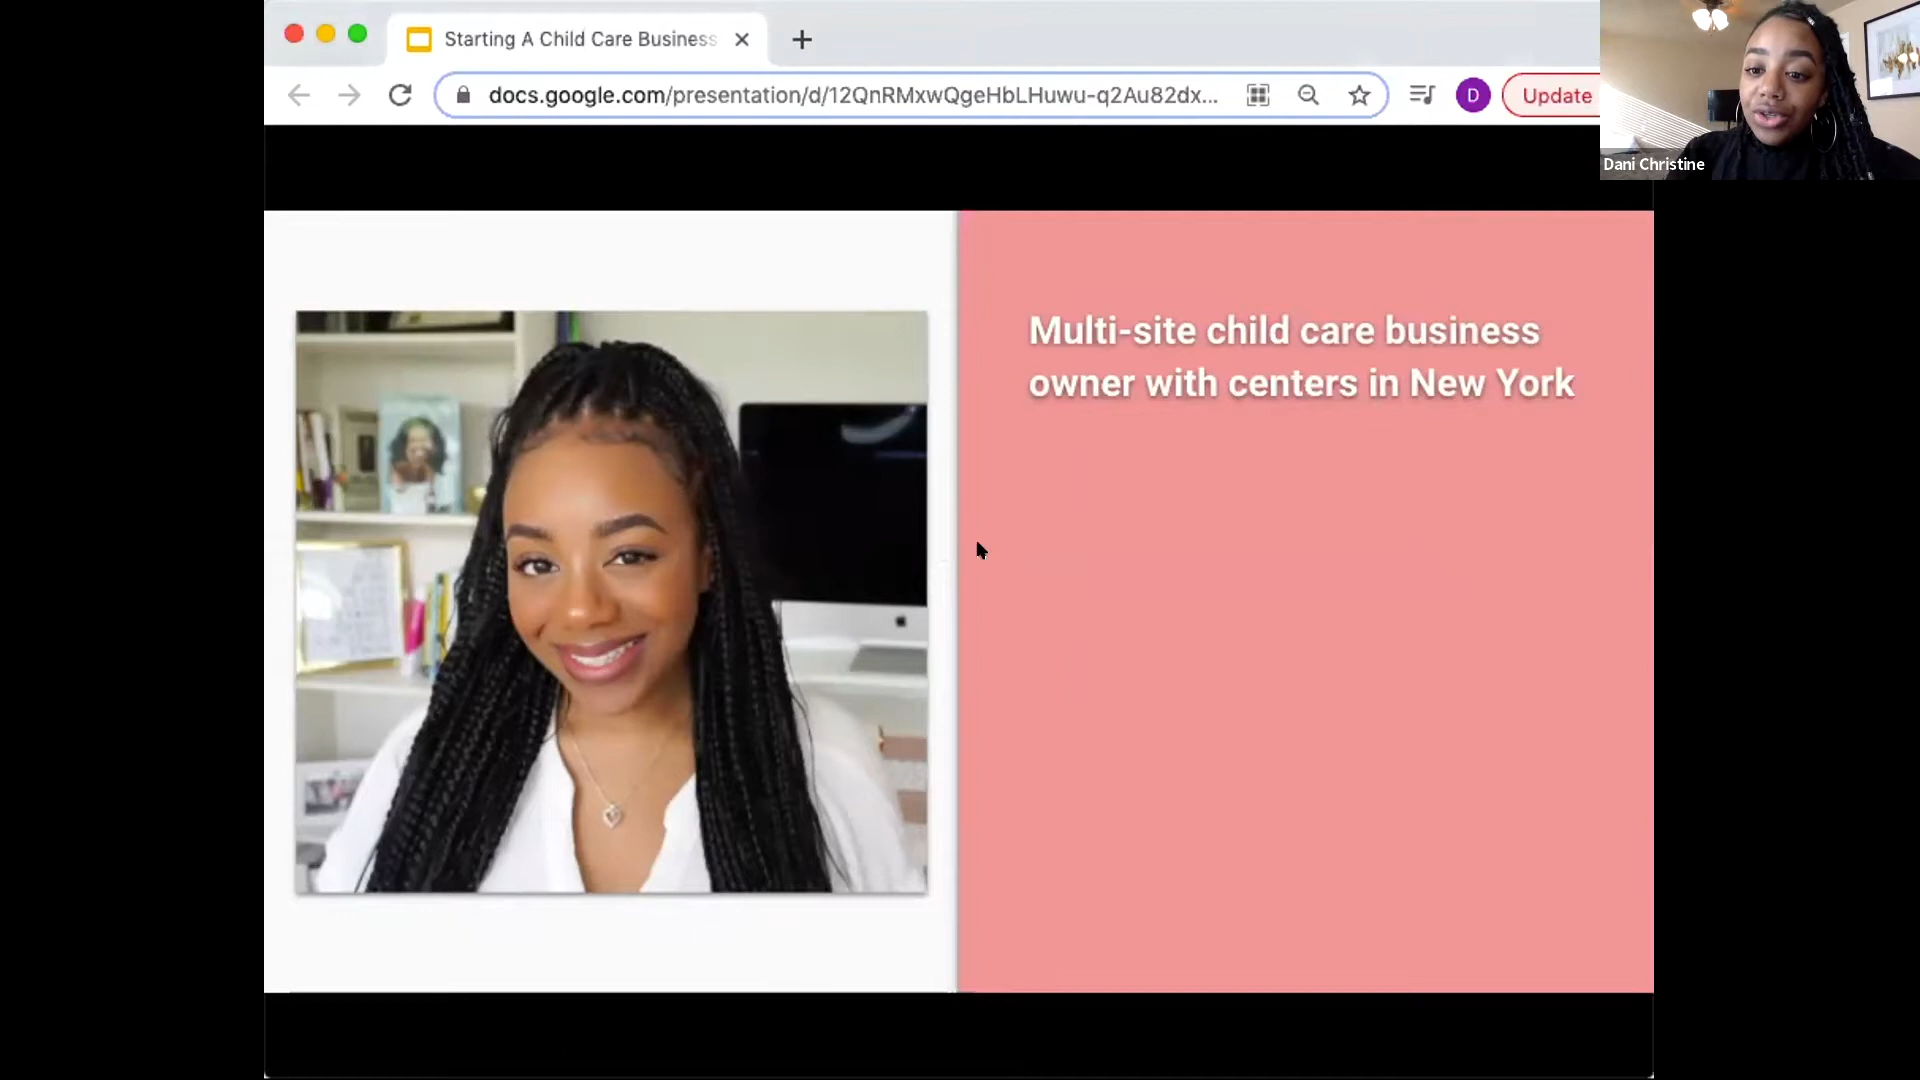 Starting A Child Care Business
docs.google.com/presentation/d/12QnRMxwQgeHbLHuwu-q2Au82dx...
D
Update
Dani Christine
Multi-site child care business
owner with centers in New York